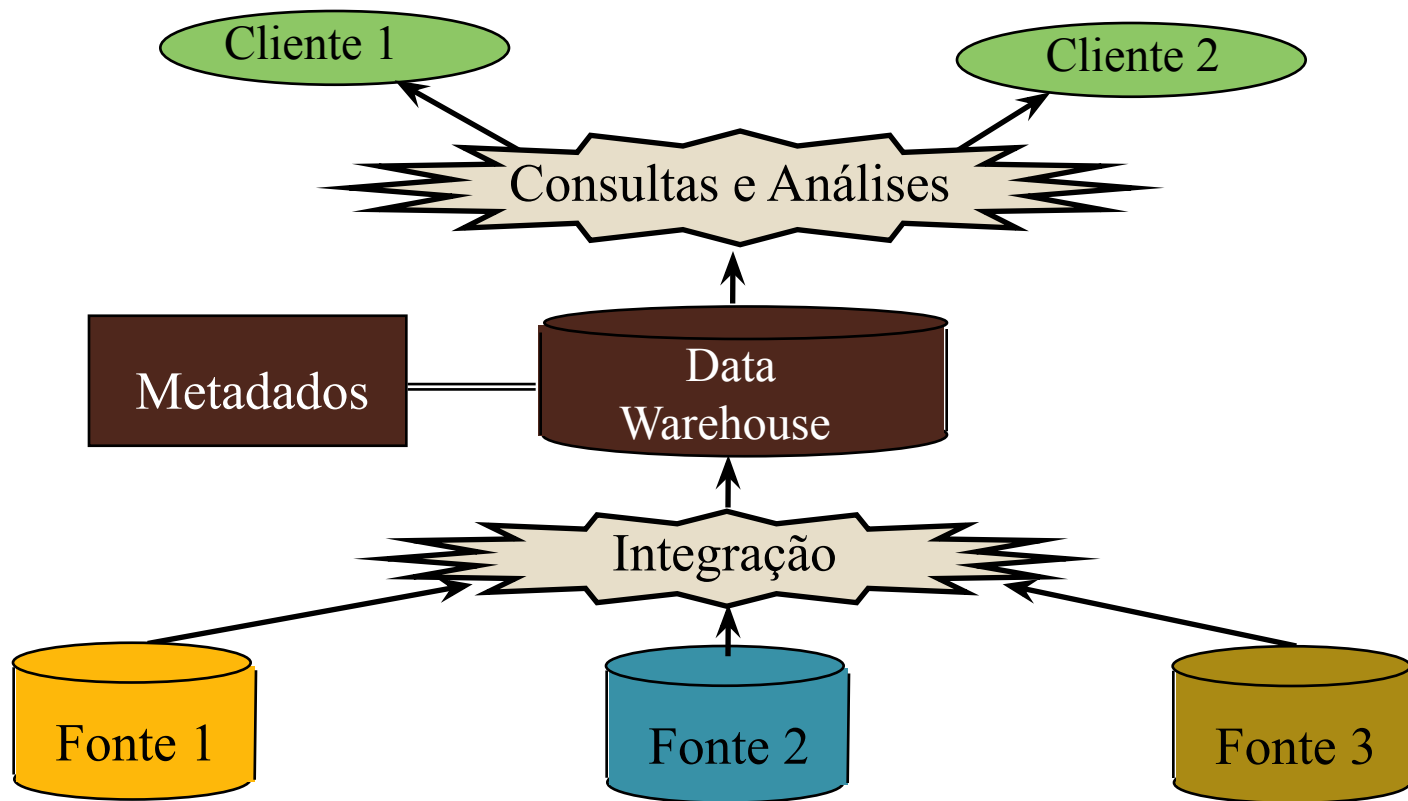 Cliente 1
Cliente 2
Consultas e Análises
Metadados
Data
Warehouse
Integração
Fonte 1
Fonte 2
Fonte 3